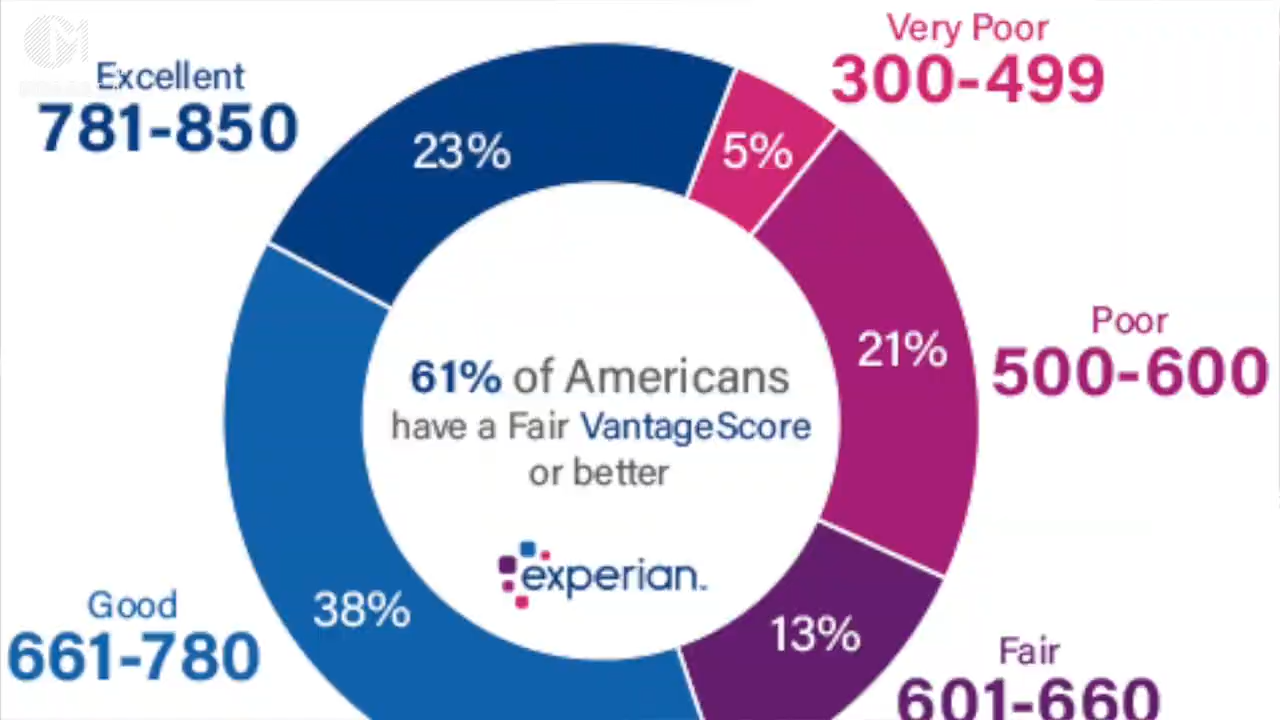 Very Poor
300-499
Excellent
781-850
23%
5%
Poor
500-600
21%
61% of Americans
have a Fair VantageScore
or better
experian.
Good
661-780
38%
13%
Fair
601-660